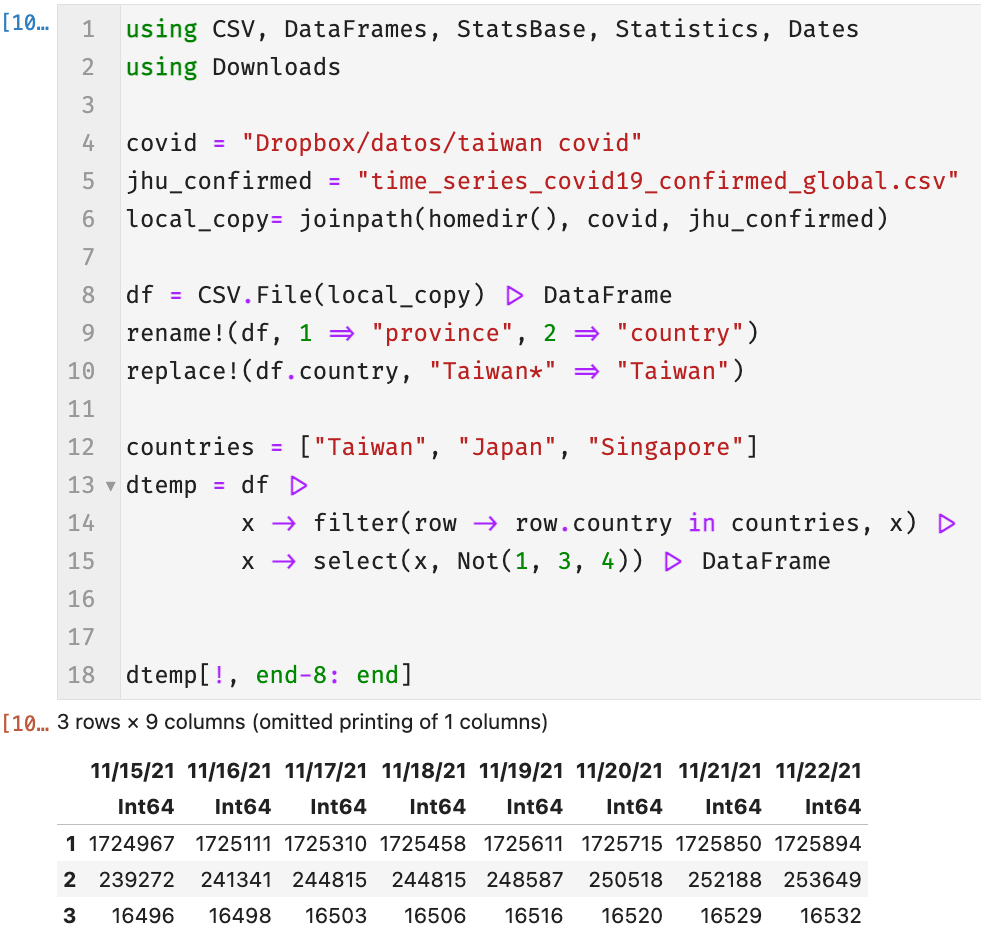 [10…
1 using CSV, DataFrames, StatsBase, Statistics, Dates
2 using Downloads
3
4 covid = "Dropbox/datos/taiwan covid"
5 jhu_confirmed = "time_series_covid19_confirmed_global.csv"
6 local_copy= joinpath(homedir(), covid, jhu_confirmed)
7
8 df = CSV.File(local_copy) ▷ DataFrame
9 rename!(df, 1 ⇒ "province", 2 ⇒ "country")
10 replace!(df.country, "Taiwan*" ⇒ "Taiwan")
11
12 countries = ["Taiwan", "Japan", "Singapore"]
13 ▼ dtemp = df ▷
14         x → filter(row → row.country in countries, x) ▷
15         x → select(x, Not(1, 3, 4)) ▷ DataFrame
16
17
18 dtemp[!, end-8: end]
[10… 3 rows × 9 columns (omitted printing of 1 columns)
11/15/21 11/16/21 11/17/21 11/18/21 11/19/21 11/20/21 11/21/21 11/22/21
Int64 Int64 Int64 Int64 Int64 Int64 Int64 Int64
1 1724967 1725111 1725310 1725458 1725611 1725715 1725850 1725894
2 239272 241341 244815 244815 248587 250518 252188 253649
3 16496 16498 16503 16506 16516 16520 16529 16532